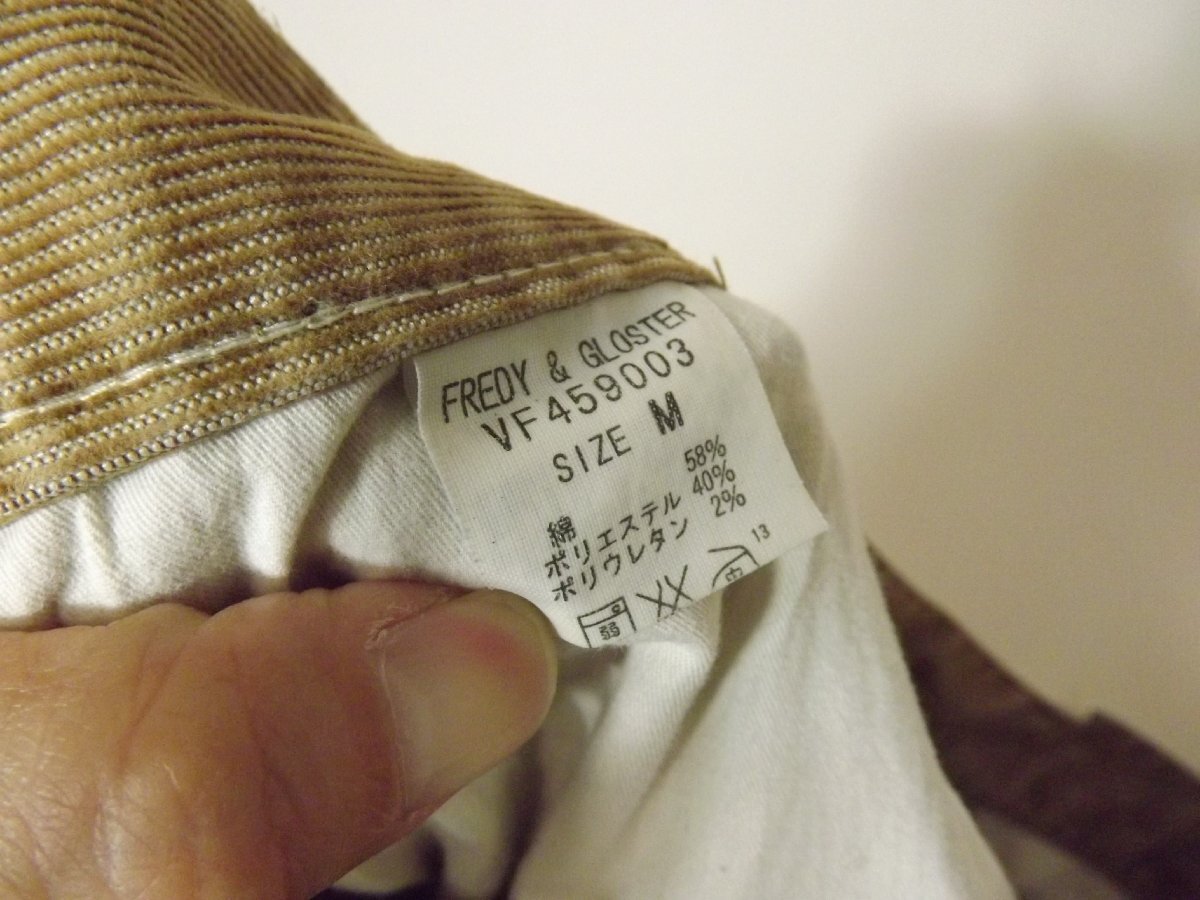 FREDY & GLOSTER
VF459003
SIZE M
綿 58%
ポリエステル 40%
ポリウレタン 2%
13
弱 中